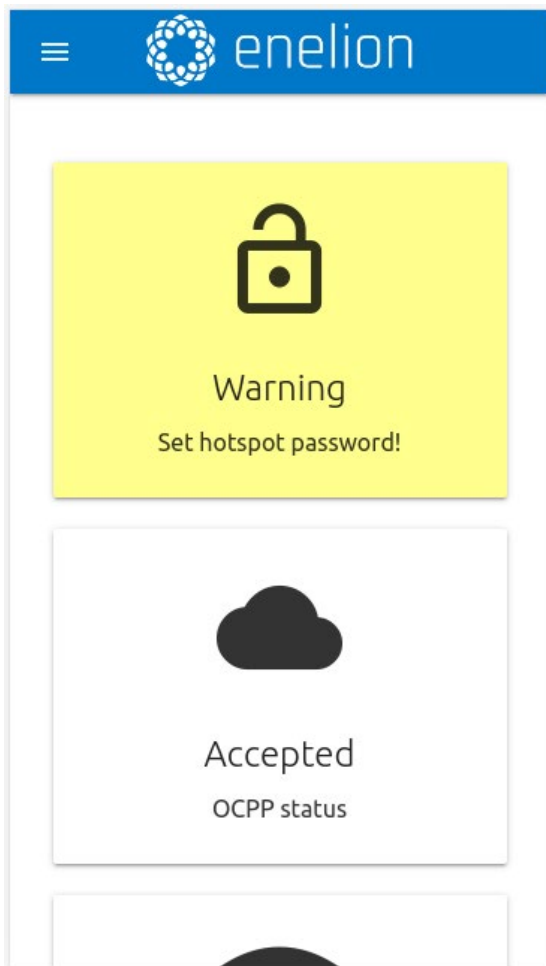 enelion
Warning
Set hotspot password!
Accepted
OCPP status